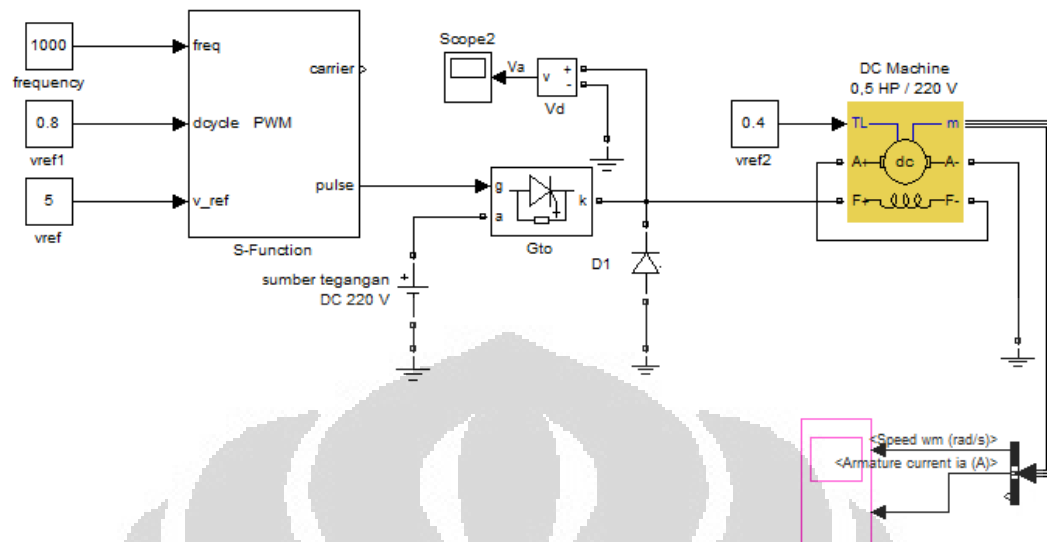 1000
frequency
0.8
vref1
5
vref
freq
dcycle
v_ref
PWM
carrier
pulse
S-Function
sumber tegangan
DC 220 V
+
Scope2
Va
v
+
-
Vd
g
a
k
Gto
D1
0.4
vref2
DC Machine
0,5 HP / 220 V
TL
m
A+
dc
A-
F+
F-
<Speed wm (rad/s)>
<Armature current ia (A)>